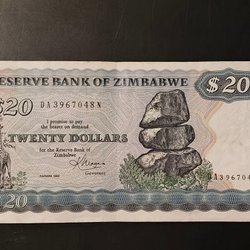 RESERVE BANK OF ZIMBABWE
$20 DA3967048N $20
I promise to pay
the bearer on demand
TWENTY DOLLARS
for the Reserve Bank of
Zimbabwe
DA396704
Governor
20